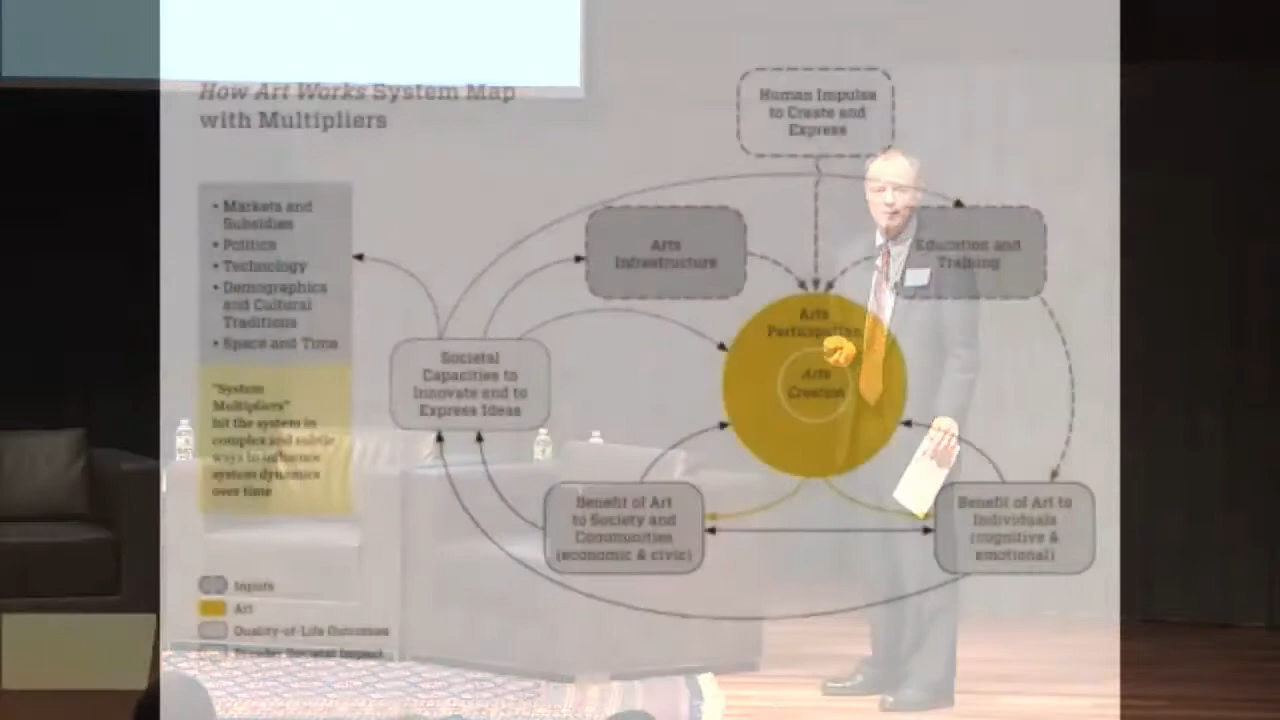 How Art Works System Map
with Multipliers
Human Impulse
to Create and
Express
• Markets and
Subsidies
• Politics
• Technology
• Demographics
and Cultural
Traditions
• Space and Time
Arts
Infrastructure
Education and
Training
Arts
Participation
Arts
Creation
Societal
Capacities to
Innovate and to
Express Ideas
"System
Multipliers"
hit the system in
complex and subtle
ways to influence
system dynamics
over time
Benefit of Art
to Society and
Communities
(economic & civic)
Benefit of Art to
Individuals
(cognitive &
emotional)
Inputs
Art
Quality-of-Life Outcomes
Broader Societal Impact